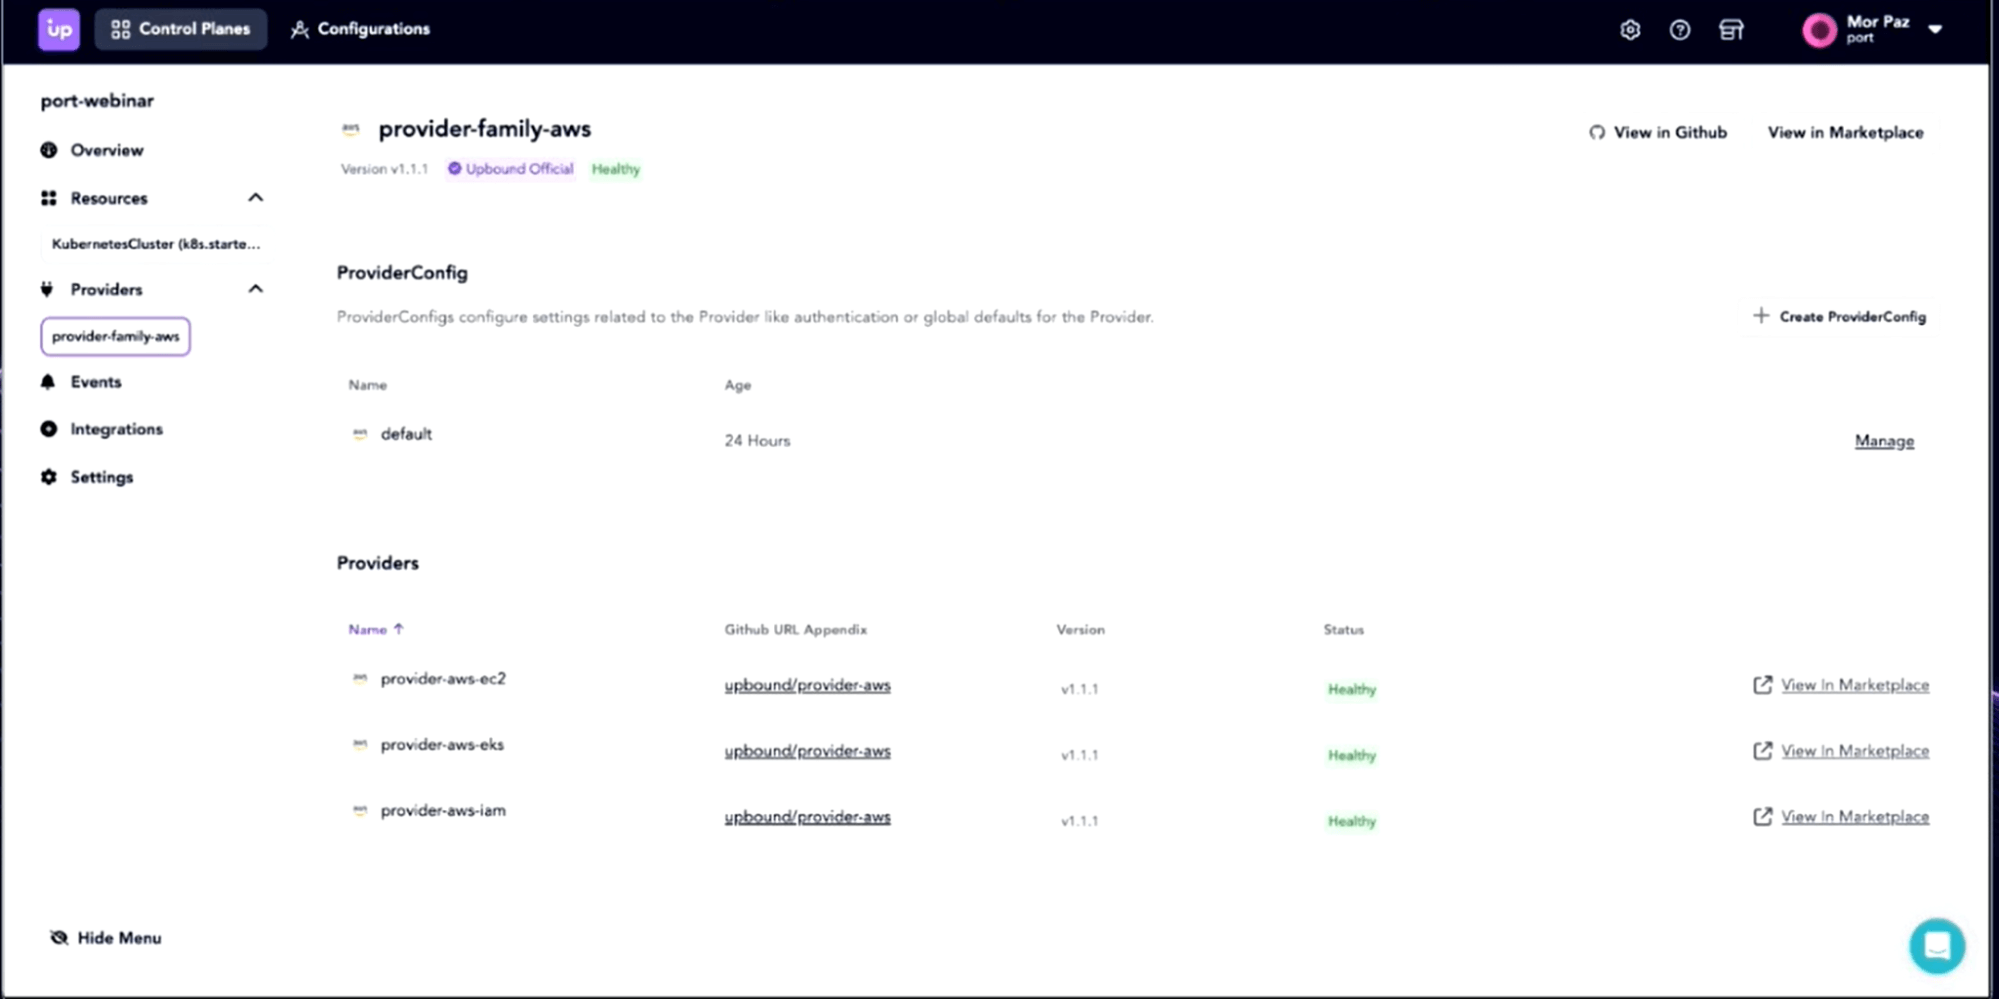 up
Control Planes
Configurations
Mor Paz
port
port-webinar
Overview
Resources
KubernetesCluster (k8s.starte...
Providers
provider-family-aws
Events
Integrations
Settings
Hide Menu
aws
provider-family-aws
Version v1.1.1
Upbound Official
Healthy
View in Github
View in Marketplace
ProviderConfig
ProviderConfigs configure settings related to the Provider like authentication or global defaults for the Provider.
Create ProviderConfig
Name Age
aws default 24 Hours Manage
Providers
Name ↑ Github URL Appendix Version Status
aws provider-aws-ec2 upbound/provider-aws v1.1.1 Healthy View In Marketplace
aws provider-aws-eks upbound/provider-aws v1.1.1 Healthy View In Marketplace
aws provider-aws-iam upbound/provider-aws v1.1.1 Healthy View In Marketplace